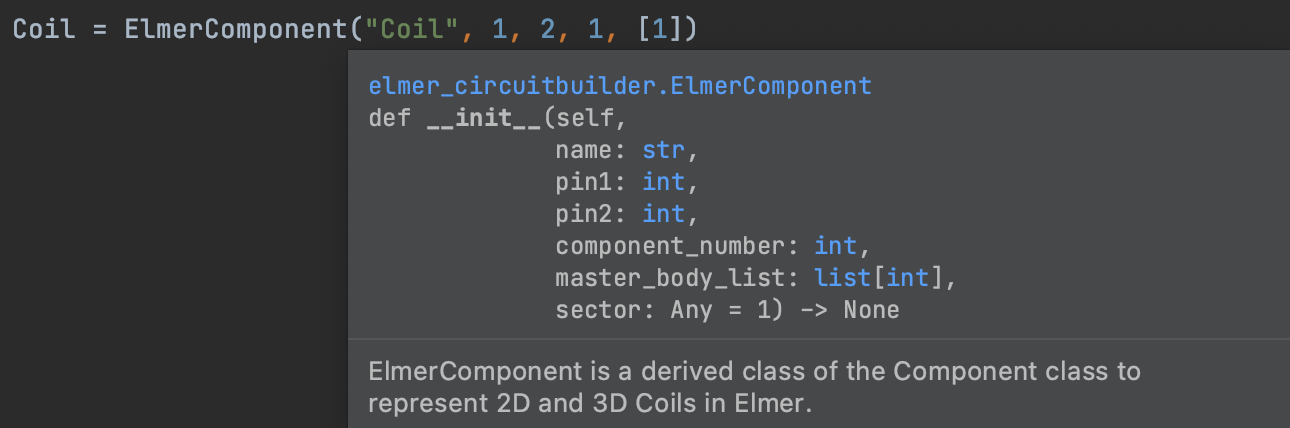 Coil = ElmerComponent("Coil", 1, 2, 1, [1])
elmer_circuitbuilder.ElmerComponent
def __init__(self,
name: str,
pin1: int,
pin2: int,
component_number: int,
master_body_list: list[int],
sector: Any = 1) -> None
ElmerComponent is a derived class of the Component class to
represent 2D and 3D Coils in Elmer.